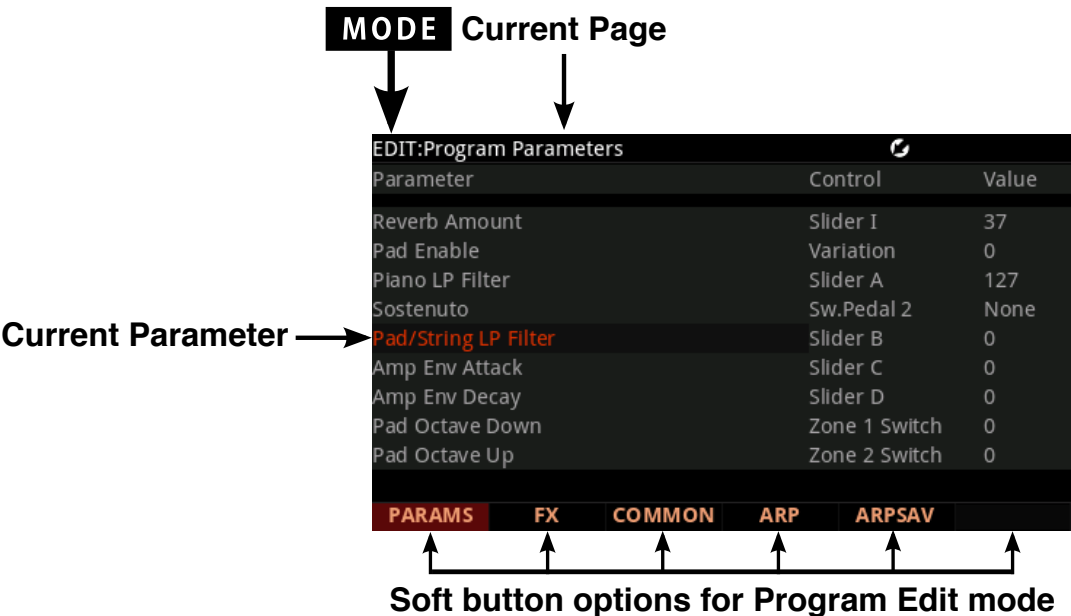 MODE Current Page
EDIT:Program Parameters
Parameter Control Value
Reverb Amount Slider I 37
Pad Enable Variation 0
Piano LP Filter Slider A 127
Sostenuto Sw.Pedal 2 None
Current Parameter
Pad/String LP Filter Slider B 0
Amp Env Attack Slider C 0
Amp Env Decay Slider D 0
Pad Octave Down Zone 1 Switch 0
Pad Octave Up Zone 2 Switch 0
PARAMS FX COMMON ARP ARPSAV
Soft button options for Program Edit mode